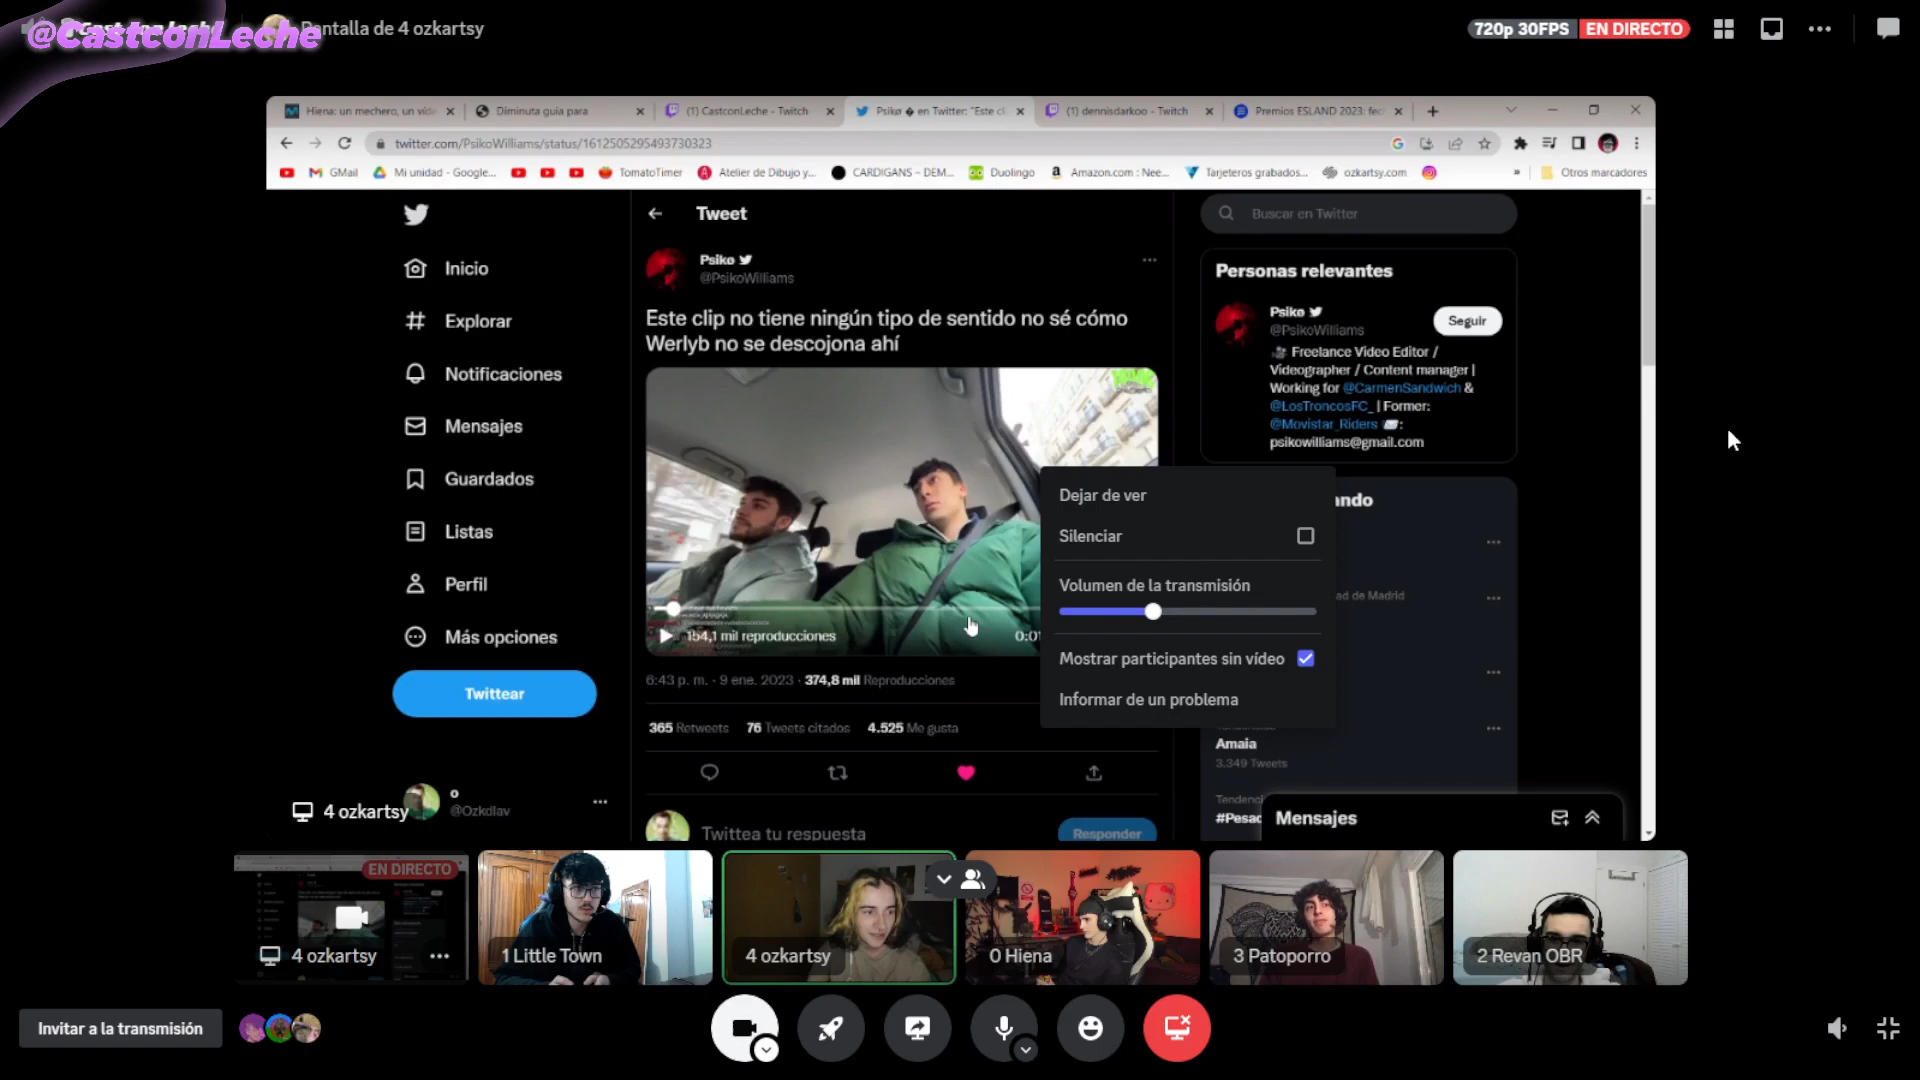 @CastconLeche
ntalla de 4 ozkartsy
720p 30FPS
EN DIRECTO
Hiena: un mechero, un víde
Diminuta guía para
(1) CastconLeche - Twitch
Psikø � en Twitter: "Este cl
(1) dennisdarkoo - Twitch
Premios ESLAND 2023: fec
twitter.com/PsikoWilliams/status/1612505295493730323
GMail
Mi unidad - Google...
TomatoTimer
Atelier de Dibujo y...
CARDIGANS – DEM...
Duolingo
Amazon.com : Nee...
Tarjeteros grabados...
ozkartsy.com
»
Otros marcadores
Inicio
Explorar
Notificaciones
Mensajes
Guardados
Listas
Perfil
Más opciones
Twittear
o
@Ozkdlav
4 ozkartsy
Tweet
Psikø
@PsikoWilliams
Este clip no tiene ningún tipo de sentido no sé cómo
Werlyb no se descojona ahí
154,1 mil reproducciones
0:01
6:43 p. m. · 9 ene. 2023 · 374,8 mil Reproducciones
365 Retweets 76 Tweets citados 4.525 Me gusta
Twittea tu respuesta
Responder
Buscar en Twitter
Personas relevantes
Psikø
@PsikoWilliams
Seguir
Freelance Video Editor /
Videographer / Content manager |
Working for @CarmenSandwich &
@LosTroncosFC_ | Former:
@Movistar_Riders :
psikowilliams@gmail.com
ando
ad de Madrid
Amaia
3.349 Tweets
Tendenci
#Pesad
Mensajes
Dejar de ver
Silenciar
Volumen de la transmisión
Mostrar participantes sin vídeo
Informar de un problema
EN DIRECTO
4 ozkartsy
1 Little Town
4 ozkartsy
0 Hiena
3 Patoporro
2 Revan OBR
Invitar a la transmisión